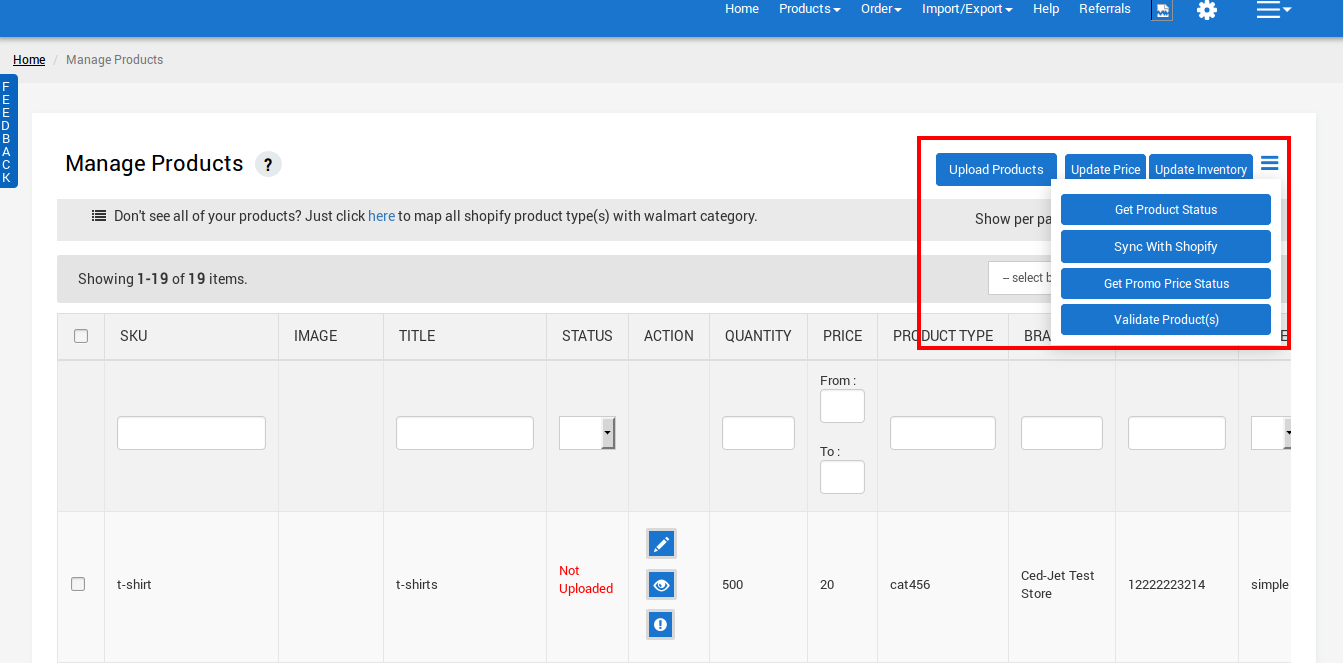 Home Products Order Import/Export Help Referrals
Home / Manage Products
FEEDBACK
Manage Products ?
Upload Products Update Price Update Inventory
Get Product Status
Sync With Shopify
Get Promo Price Status
Validate Product(s)
Don't see all of your products? Just click here to map all shopify product type(s) with walmart category.
Show per pa
Showing 1-19 of 19 items.
-- select b
SKU IMAGE TITLE STATUS ACTION QUANTITY PRICE PRODUCT TYPE BRA E
From :
To :
t-shirt t-shirts Not Uploaded 500 20 cat456 Ced-Jet Test Store 12222223214 simple